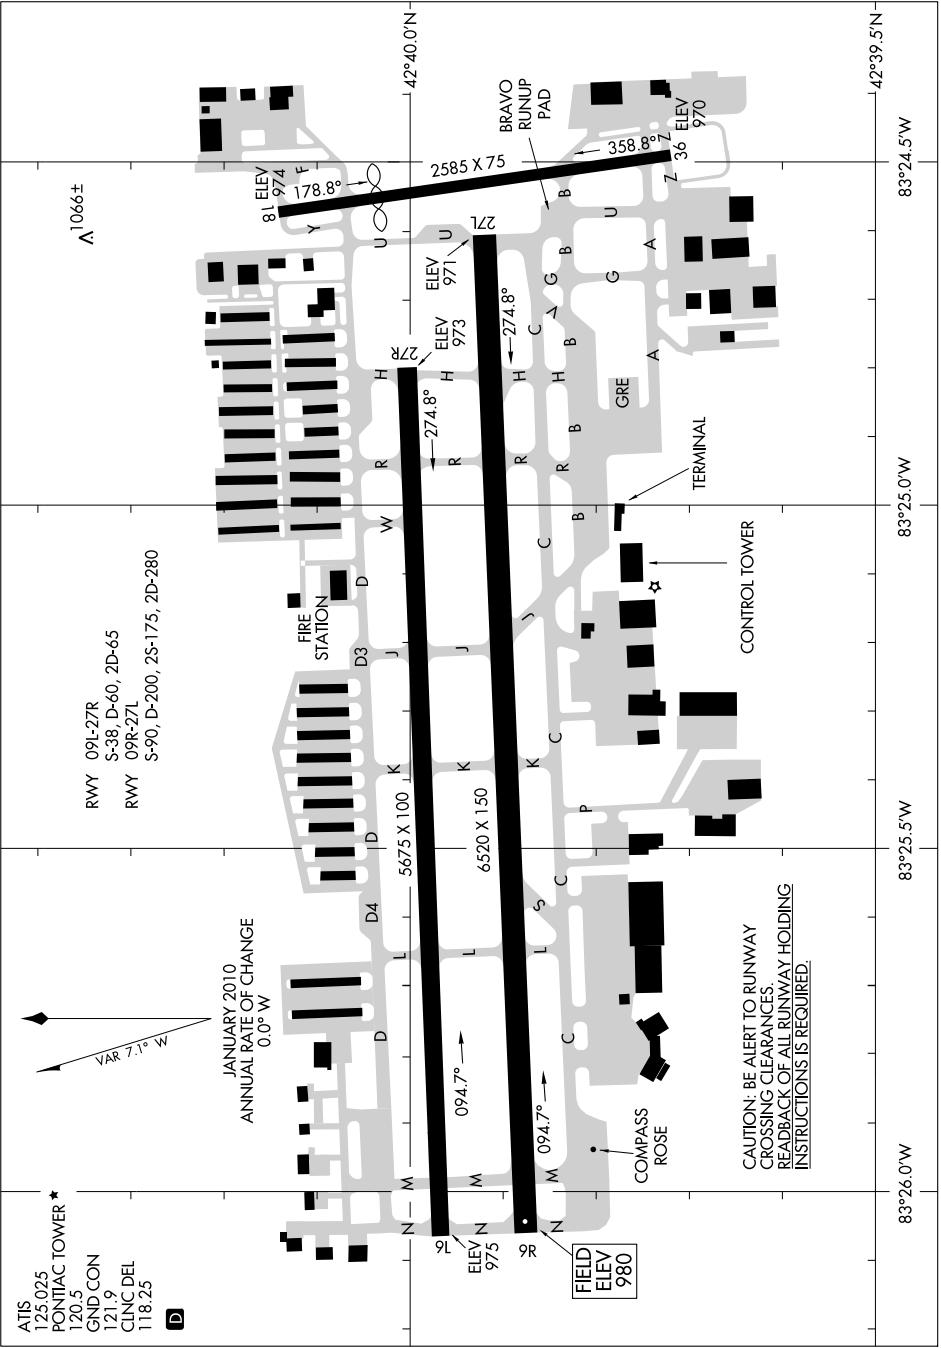 ATIS
125.025
PONTIAC TOWER
120.5
GND CON
121.9
CLNC DEL
118.25
D
VAR 7.1° W
JANUARY 2010
ANNUAL RATE OF CHANGE
0.0° W
RWY 09L-27R
S-38, D-60, 2D-65
RWY 09R-27L
S-90, D-200, 2S-175, 2D-280
1066±
FIRE
STATION
D
D4
D
D3
D
W
R
H
U
Y
F
18
ELEV
974
178.8°
42°40.0'N
N
M
L
K
J
9L
ELEV
975
094.7°
5675 X 100
274.8°
27R
ELEV
973
N
M
L
K
J
R
H
U
9R
FIELD
ELEV
980
094.7°
6520 X 150
274.8°
27L
ELEV
971
2585 X 75
358.8°
36
ELEV
970
Z
Z
BRAVO
RUNUP
PAD
N
M
L
S
K
J
R
H
C
C
C
C
C
H
R
V
G
B
B
B
B
B
P
G
U
A
A
GRE
TERMINAL
CONTROL TOWER
COMPASS
ROSE
CAUTION: BE ALERT TO RUNWAY
CROSSING CLEARANCES.
READBACK OF ALL RUNWAY HOLDING
INSTRUCTIONS IS REQUIRED.
42°39.5'N
83°26.0'W
83°25.5'W
83°25.0'W
83°24.5'W